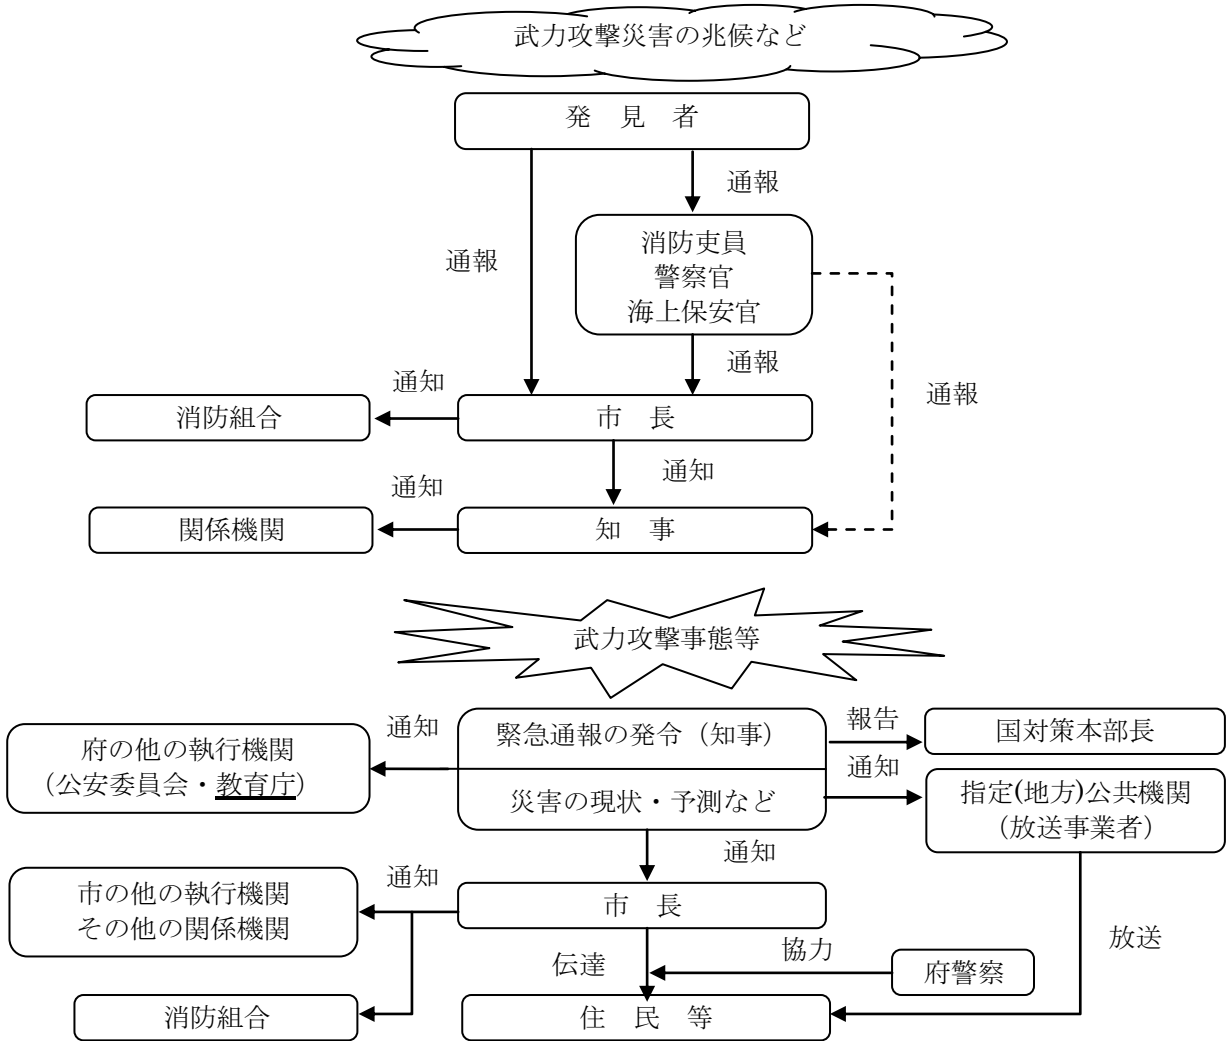 武力攻撃災害の兆候など
発　見　者
通報
消防吏員
警察官
海上保安官
通報
通報
通報
通知
消防組合
市　長
通知
通知
関係機関
知　事
武力攻撃事態等
通知
緊急通報の発令（知事）
報告
国対策本部長
府の他の執行機関
（公安委員会・教育庁）
通知
災害の現状・予測など
指定(地方)公共機関
（放送事業者）
通知
通知
市の他の執行機関
その他の関係機関
市　長
放送
伝達
協力
府警察
消防組合
住　民　等